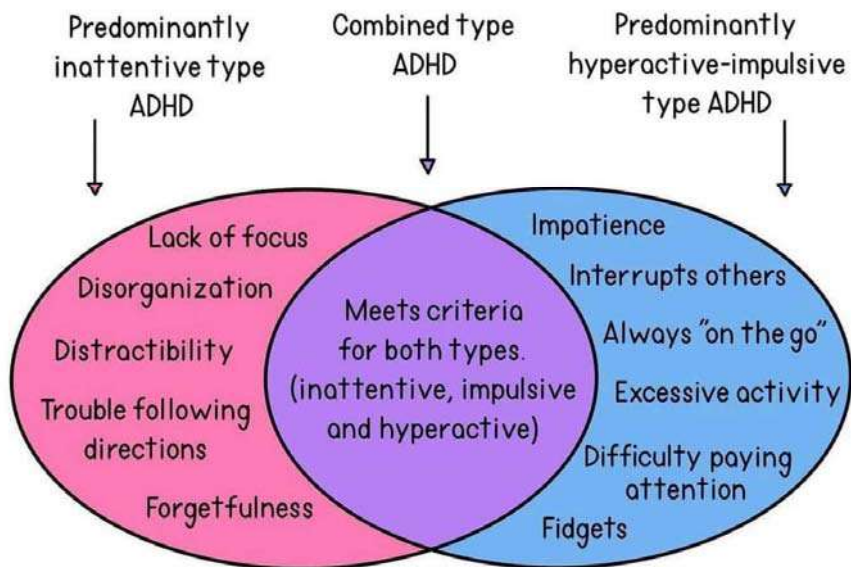 Predominantly
inattentive type
ADHD
Combined type
ADHD
Predominantly
hyperactive-impulsive
type ADHD
Lack of focus
Disorganization
Distractibility
Trouble following
directions
Forgetfulness
Meets criteria
for both types.
(inattentive, impulsive
and hyperactive)
Impatience
Interrupts others
Always "on the go"
Excessive activity
Difficulty paying
attention
Fidgets